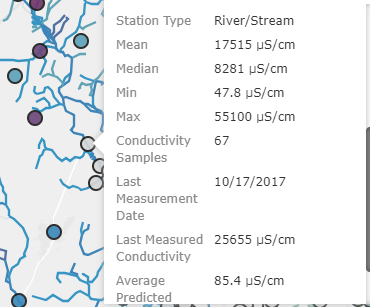 Station Type River/Stream
Mean 17515 µS/cm
Median 8281 µS/cm
Min 47.8 µS/cm
Max 55100 µS/cm
Conductivity 67
Samples
Last 10/17/2017
Measurement
Date
Last Measured 25655 µS/cm
Conductivity
Average 85.4 µS/cm
Predicted